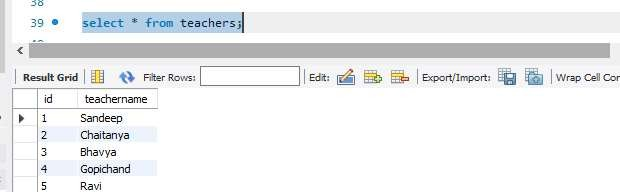 38
39 select * from teachers;
Result Grid Filter Rows: Edit: Export/Import: Wrap Cell Con
id teachername
1 Sandeep
2 Chaitanya
3 Bhavya
4 Gopichand
5 Ravi